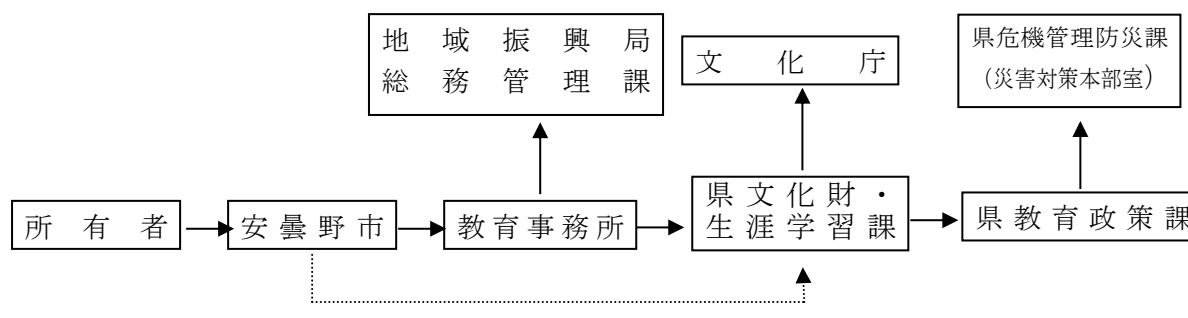 地域振興局
総務管理課
文化庁
県危機管理防災課
（災害対策本部室）
所有者
安曇野市
教育事務所
県文化財・
生涯学習課
県教育政策課